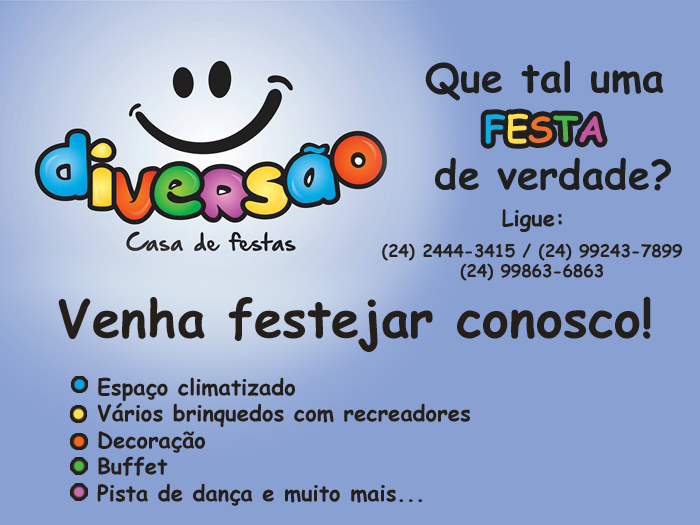 diversão
Casa de festas
Que tal uma
FESTA
de verdade?
Ligue:
(24) 2444-3415 / (24) 99243-7899
(24) 99863-6863
Venha festejar conosco!
Espaço climatizado
Vários brinquedos com recreadores
Decoração
Buffet
Pista de dança e muito mais...